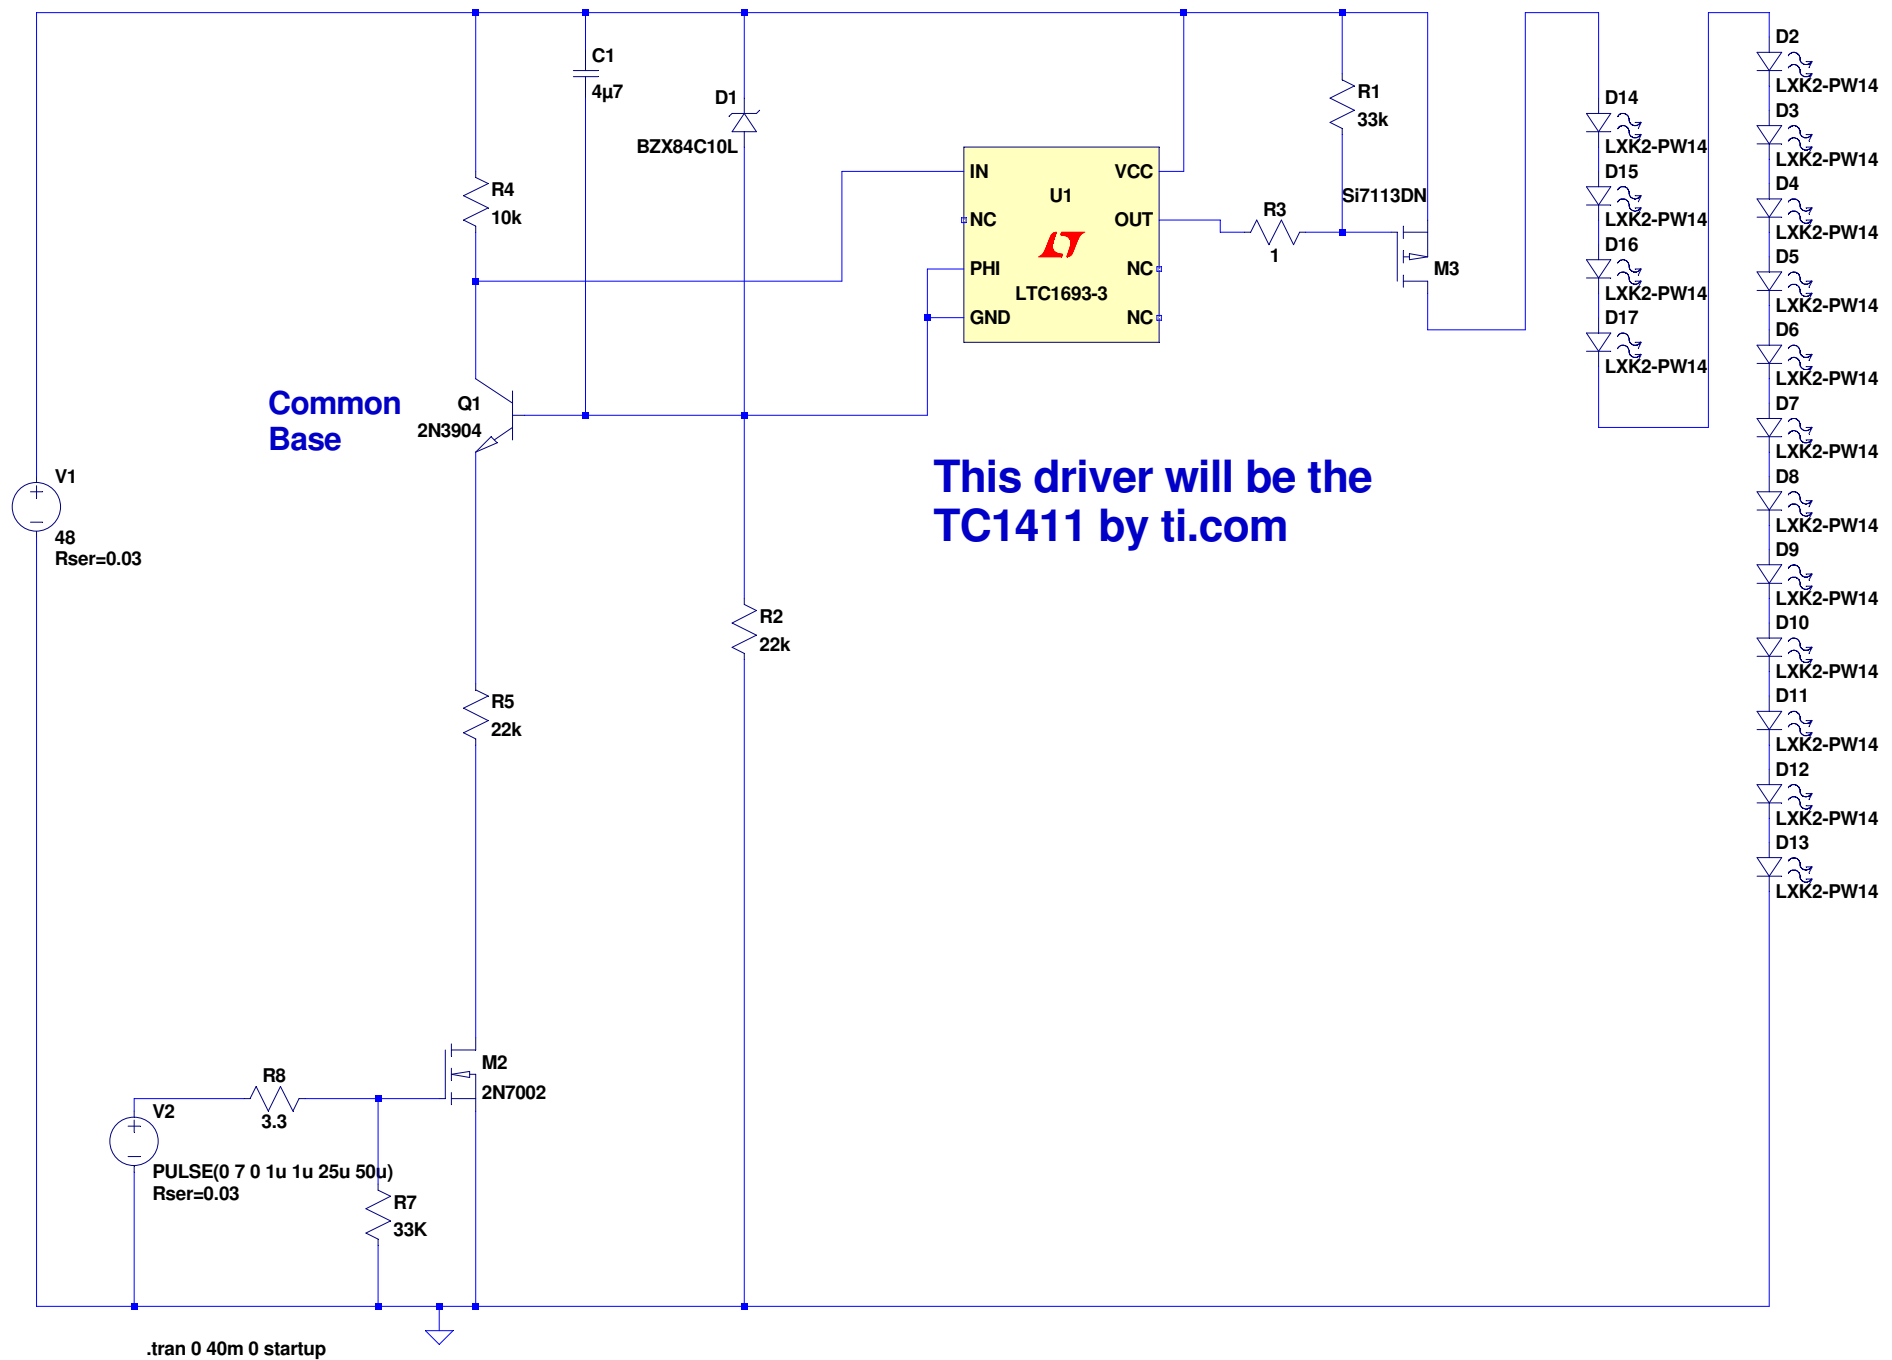 C1
4µ7
D1
BZX84C10L
R4
10k
R1
33k
Si7113DN
R3
1
M3
IN
NC
PHI
GND
VCC
OUT
NC
NC
U1
LTC1693-3
D14
LXK2-PW14
D15
LXK2-PW14
D16
LXK2-PW14
D17
LXK2-PW14
D2
LXK2-PW14
D3
LXK2-PW14
D4
LXK2-PW14
D5
LXK2-PW14
D6
LXK2-PW14
D7
LXK2-PW14
D8
LXK2-PW14
D9
LXK2-PW14
D10
LXK2-PW14
D11
LXK2-PW14
D12
LXK2-PW14
D13
LXK2-PW14
Common
Base
Q1
2N3904
This driver will be the
TC1411 by ti.com
V1
+
−
48
Rser=0.03
R2
22k
R5
22k
M2
2N7002
R8
3.3
V2
+
−
PULSE(0 7 0 1u 1u 25u 50u)
Rser=0.03
R7
33K
.tran 0 40m 0 startup